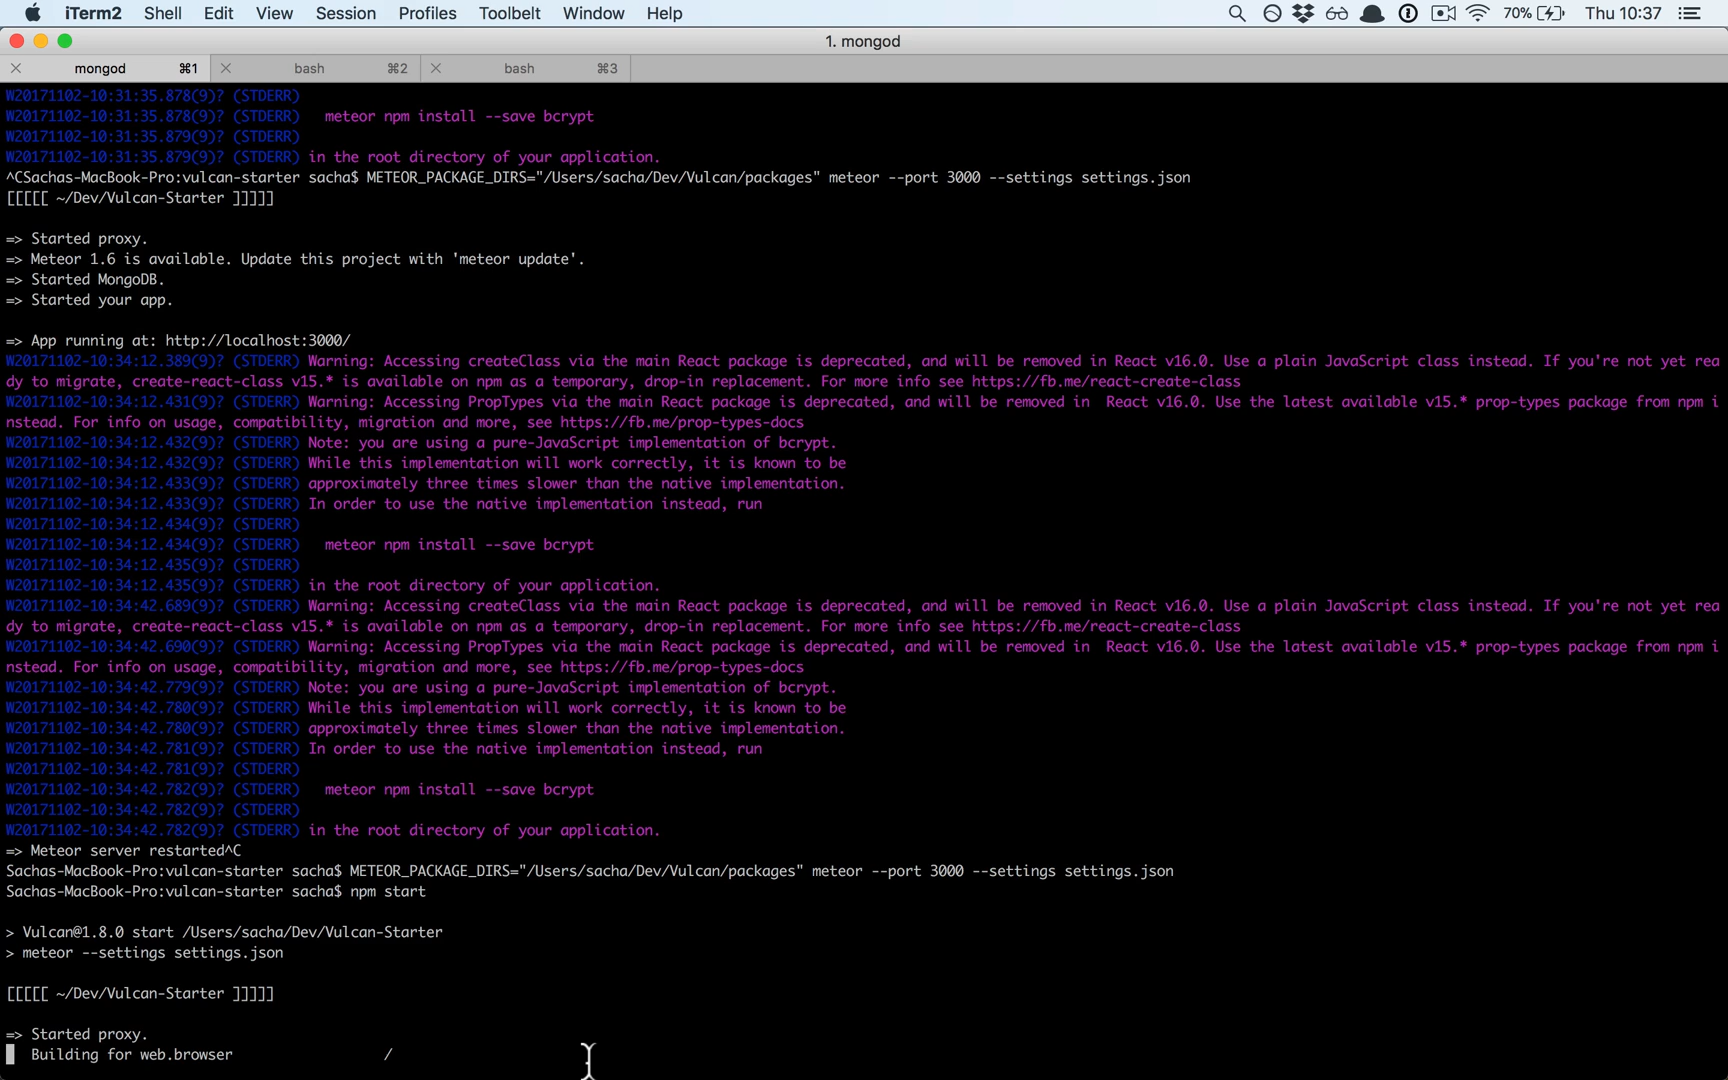 iTerm2 Shell Edit View Session Profiles Toolbelt Window Help 70% Thu 10:37
1. mongod
mongod ⌘1 bash ⌘2 bash ⌘3
W20171102-10:31:35.878(9)? (STDERR)
W20171102-10:31:35.878(9)? (STDERR)   meteor npm install --save bcrypt
W20171102-10:31:35.879(9)? (STDERR)
W20171102-10:31:35.879(9)? (STDERR) in the root directory of your application.
^CSachas-MacBook-Pro:vulcan-starter sacha$ METEOR_PACKAGE_DIRS="/Users/sacha/Dev/Vulcan/packages" meteor --port 3000 --settings settings.json
[[[[[ ~/Dev/Vulcan-Starter ]]]]]
=> Started proxy.
=> Meteor 1.6 is available. Update this project with 'meteor update'.
=> Started MongoDB.
=> Started your app.
=> App running at: http://localhost:3000/
W20171102-10:34:12.389(9)? (STDERR) Warning: Accessing createClass via the main React package is deprecated, and will be removed in React v16.0. Use a plain JavaScript class instead. If you're not yet rea
dy to migrate, create-react-class v15.* is available on npm as a temporary, drop-in replacement. For more info see https://fb.me/react-create-class
W20171102-10:34:12.431(9)? (STDERR) Warning: Accessing PropTypes via the main React package is deprecated, and will be removed in  React v16.0. Use the latest available v15.* prop-types package from npm i
nstead. For info on usage, compatibility, migration and more, see https://fb.me/prop-types-docs
W20171102-10:34:12.432(9)? (STDERR) Note: you are using a pure-JavaScript implementation of bcrypt.
W20171102-10:34:12.432(9)? (STDERR) While this implementation will work correctly, it is known to be
W20171102-10:34:12.433(9)? (STDERR) approximately three times slower than the native implementation.
W20171102-10:34:12.433(9)? (STDERR) In order to use the native implementation instead, run
W20171102-10:34:12.434(9)? (STDERR)
W20171102-10:34:12.434(9)? (STDERR)   meteor npm install --save bcrypt
W20171102-10:34:12.435(9)? (STDERR)
W20171102-10:34:12.435(9)? (STDERR) in the root directory of your application.
W20171102-10:34:42.689(9)? (STDERR) Warning: Accessing createClass via the main React package is deprecated, and will be removed in React v16.0. Use a plain JavaScript class instead. If you're not yet rea
dy to migrate, create-react-class v15.* is available on npm as a temporary, drop-in replacement. For more info see https://fb.me/react-create-class
W20171102-10:34:42.690(9)? (STDERR) Warning: Accessing PropTypes via the main React package is deprecated, and will be removed in  React v16.0. Use the latest available v15.* prop-types package from npm i
nstead. For info on usage, compatibility, migration and more, see https://fb.me/prop-types-docs
W20171102-10:34:42.779(9)? (STDERR) Note: you are using a pure-JavaScript implementation of bcrypt.
W20171102-10:34:42.780(9)? (STDERR) While this implementation will work correctly, it is known to be
W20171102-10:34:42.780(9)? (STDERR) approximately three times slower than the native implementation.
W20171102-10:34:42.781(9)? (STDERR) In order to use the native implementation instead, run
W20171102-10:34:42.781(9)? (STDERR)
W20171102-10:34:42.782(9)? (STDERR)   meteor npm install --save bcrypt
W20171102-10:34:42.782(9)? (STDERR)
W20171102-10:34:42.782(9)? (STDERR) in the root directory of your application.
=> Meteor server restarted^C
Sachas-MacBook-Pro:vulcan-starter sacha$ METEOR_PACKAGE_DIRS="/Users/sacha/Dev/Vulcan/packages" meteor --port 3000 --settings settings.json
Sachas-MacBook-Pro:vulcan-starter sacha$ npm start
> Vulcan@1.8.0 start /Users/sacha/Dev/Vulcan-Starter
> meteor --settings settings.json
[[[[[ ~/Dev/Vulcan-Starter ]]]]]
=> Started proxy.
Building for web.browser /